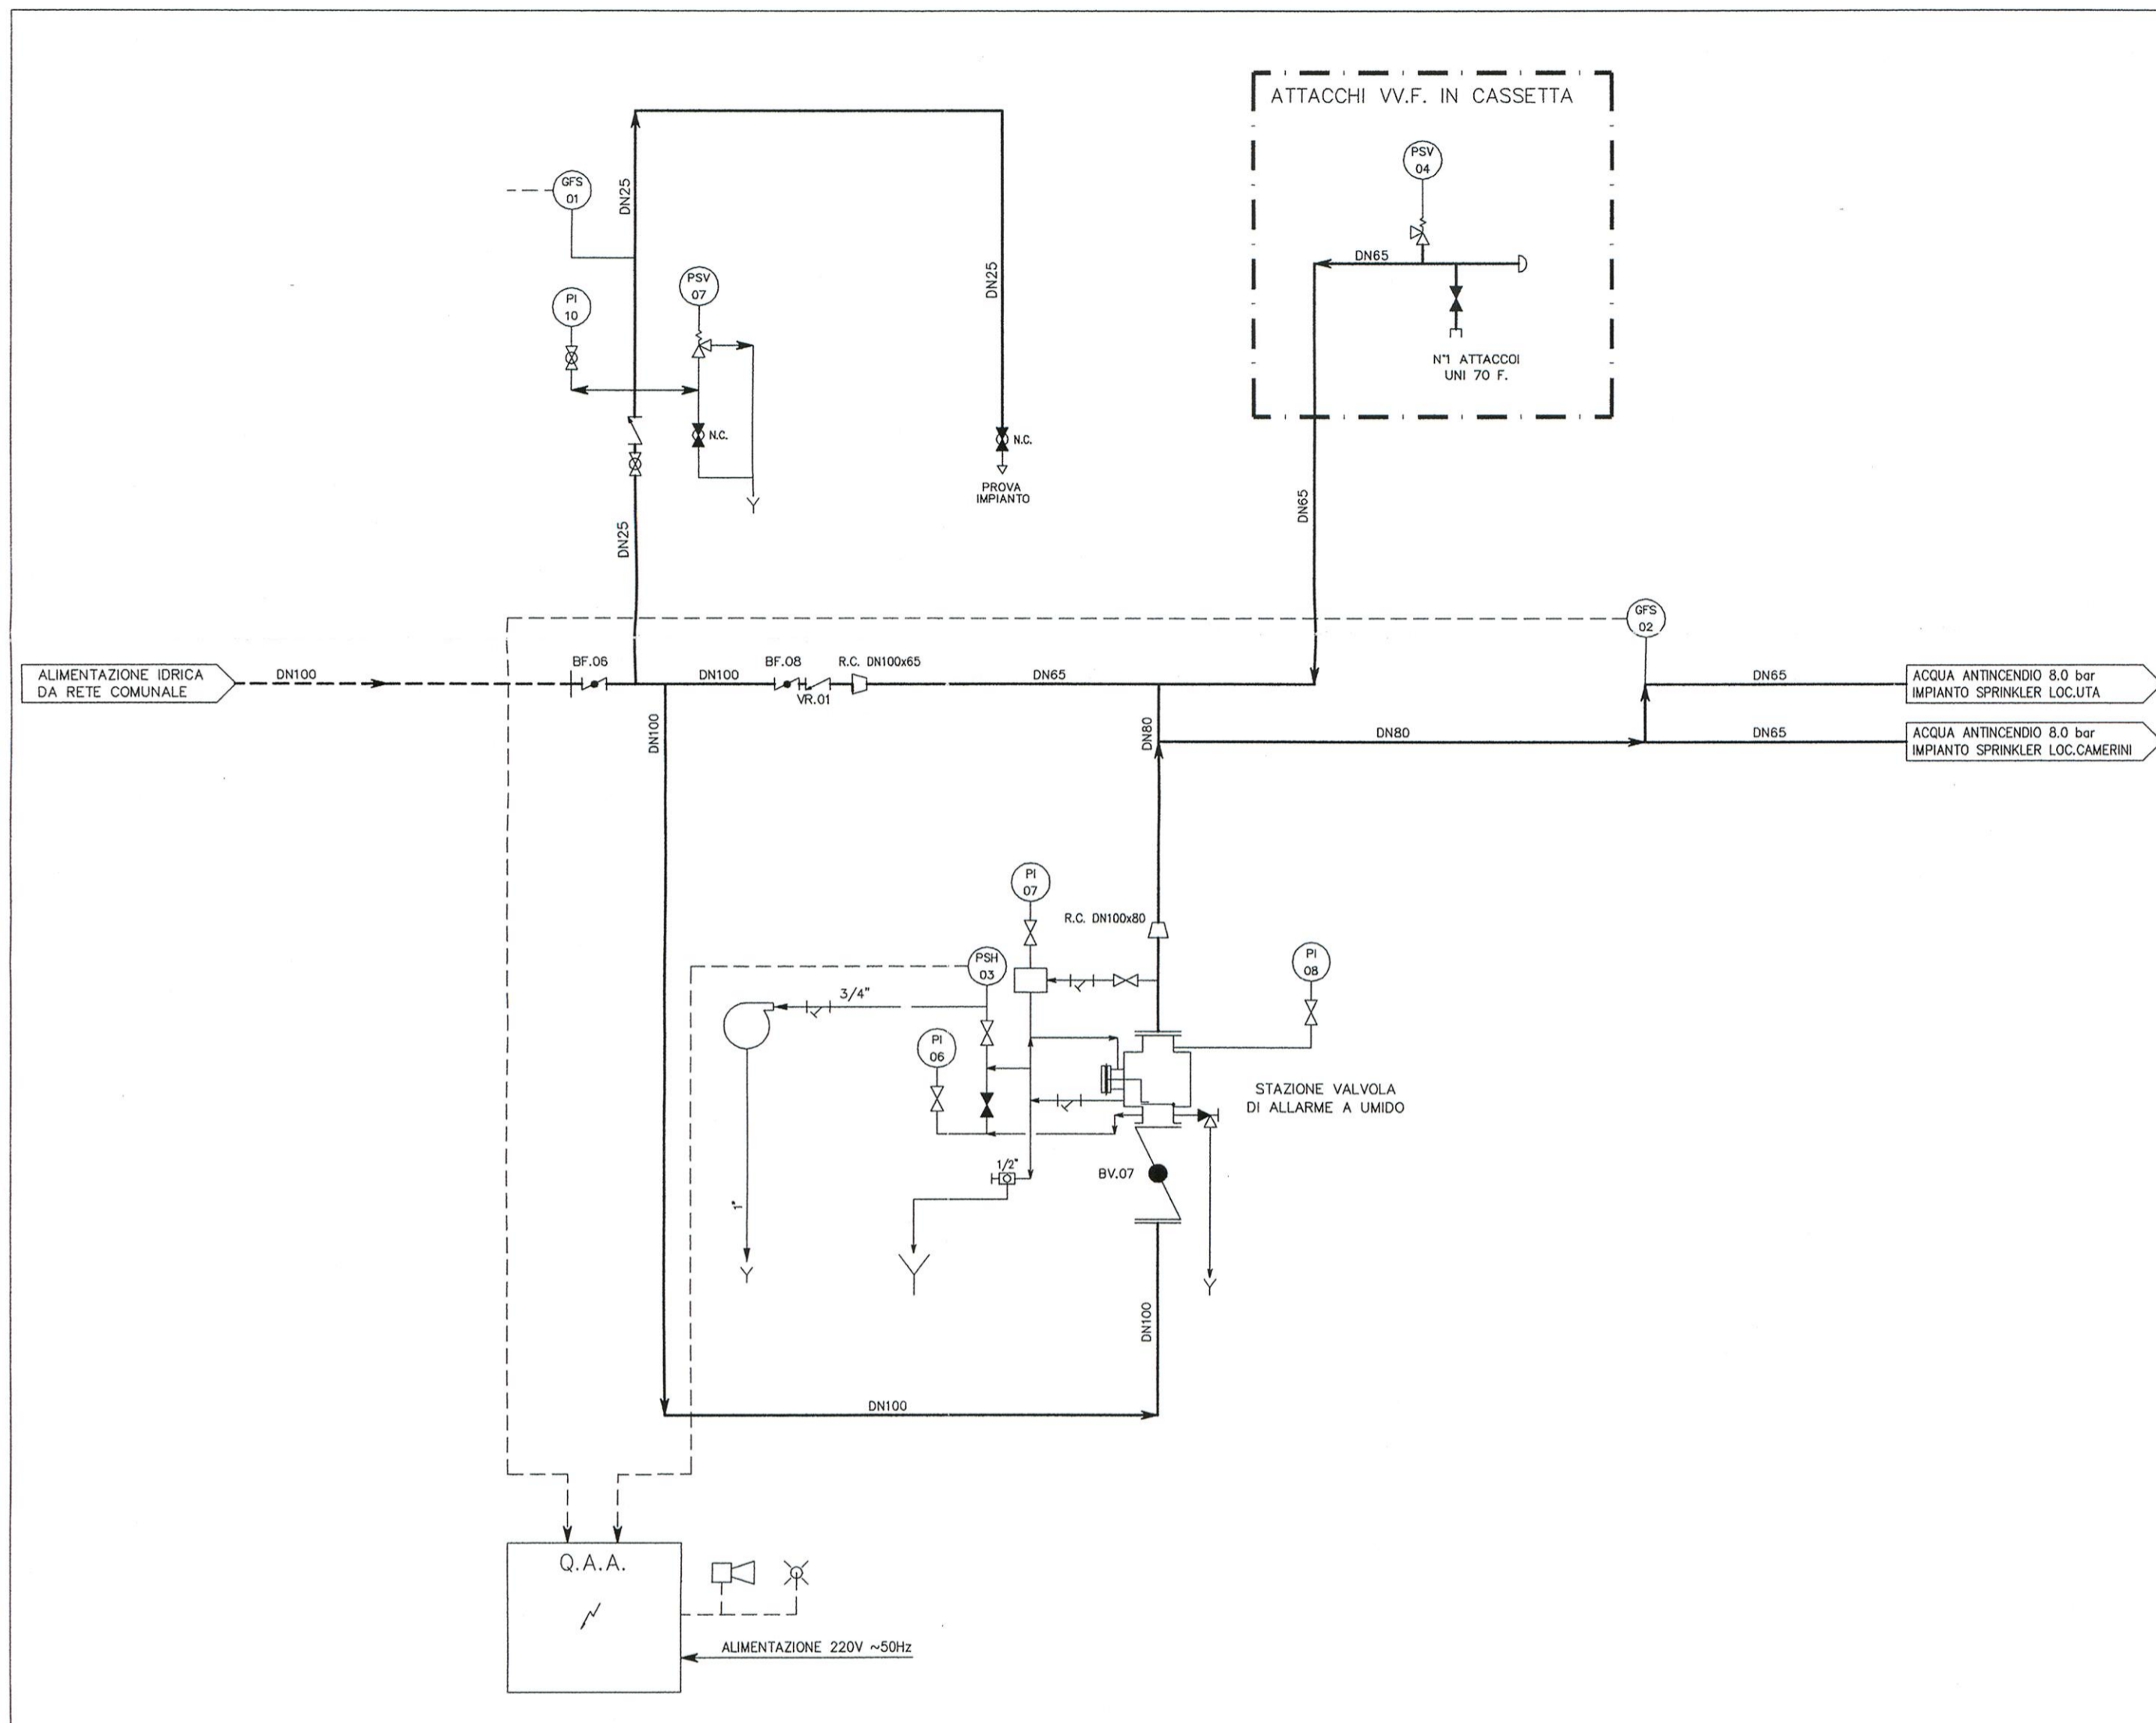 ATTACCHI VV.F. IN CASSETTA
PSV
04
DN65
N°1 ATTACCOI
UNI 70 F.
GFS
01
DN25
PI
10
PSV
07
N.C.
DN25
N.C.
PROVA
IMPIANTO
DN25
DN65
GFS
02
ALIMENTAZIONE IDRICA
DA RETE COMUNALE
DN100
BF.06
DN100
BF.08
VR.01
R.C. DN100x65
DN65
DN65
ACQUA ANTINCENDIO 8.0 bar
IMPIANTO SPRINKLER LOC.UTA
DN100
DN80
DN80
DN65
ACQUA ANTINCENDIO 8.0 bar
IMPIANTO SPRINKLER LOC.CAMERINI
PI
07
R.C. DN100x80
PSH
03
PI
08
3/4"
PI
06
STAZIONE VALVOLA
DI ALLARME A UMIDO
1/2"
BV.07
1"
DN100
DN100
Q.A.A.
ALIMENTAZIONE 220V ~50Hz